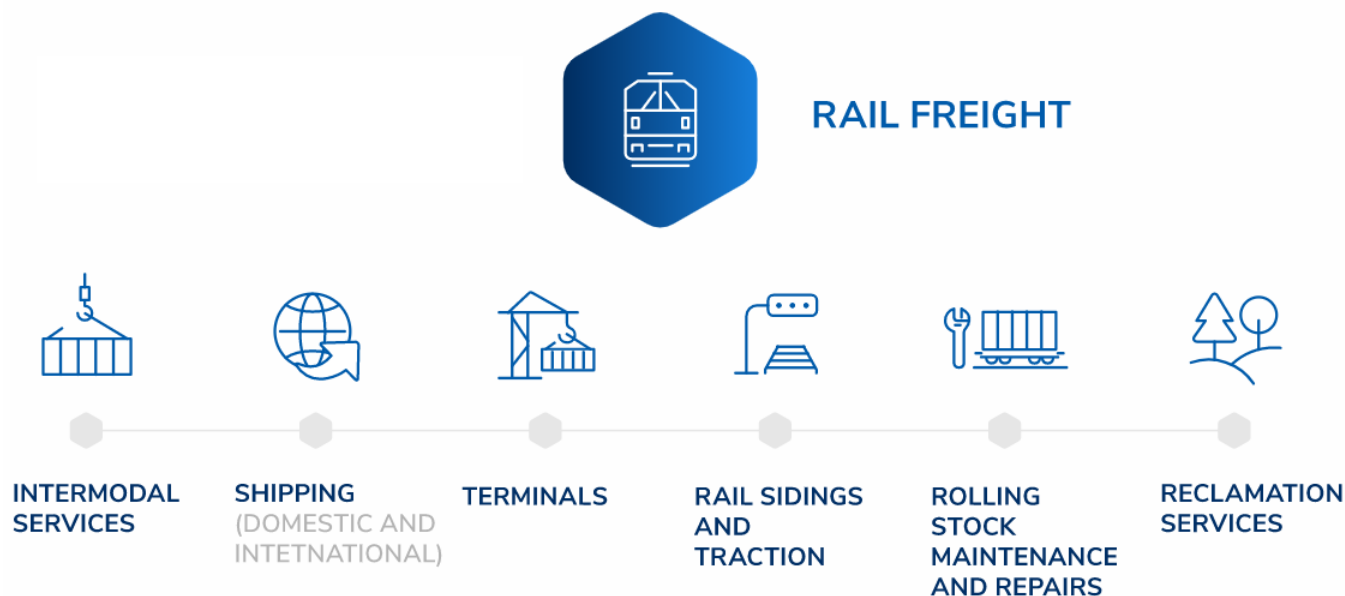 RAIL FREIGHT
INTERMODAL
SERVICES
SHIPPING
(DOMESTIC AND
INTETNATIONAL)
TERMINALS
RAIL SIDINGS
AND
TRACTION
ROLLING
STOCK
MAINTENANCE
AND REPAIRS
RECLAMATION
SERVICES